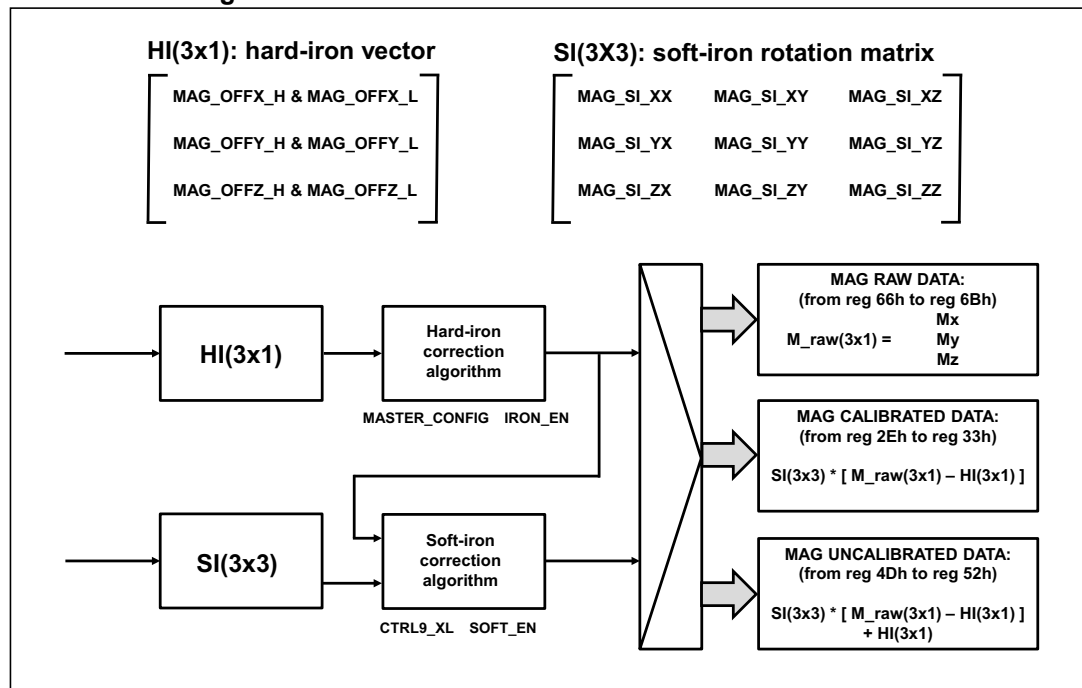 HI(3x1): hard-iron vector
MAG_OFFX_H & MAG_OFFX_L
MAG_OFFY_H & MAG_OFFY_L
MAG_OFFZ_H & MAG_OFFZ_L
SI(3X3): soft-iron rotation matrix
MAG_SI_XX MAG_SI_XY MAG_SI_XZ
MAG_SI_YX MAG_SI_YY MAG_SI_YZ
MAG_SI_ZX MAG_SI_ZY MAG_SI_ZZ
HI(3x1)
Hard-iron
correction
algorithm
MASTER_CONFIG IRON_EN
SI(3x3)
Soft-iron
correction
algorithm
CTRL9_XL SOFT_EN
MAG RAW DATA:
(from reg 66h to reg 6Bh)
Mx
M_raw(3x1) = My
Mz
MAG CALIBRATED DATA:
(from reg 2Eh to reg 33h)
SI(3x3) * [ M_raw(3x1) – HI(3x1) ]
MAG UNCALIBRATED DATA:
(from reg 4Dh to reg 52h)
SI(3x3) * [ M_raw(3x1) – HI(3x1) ]
+ HI(3x1)